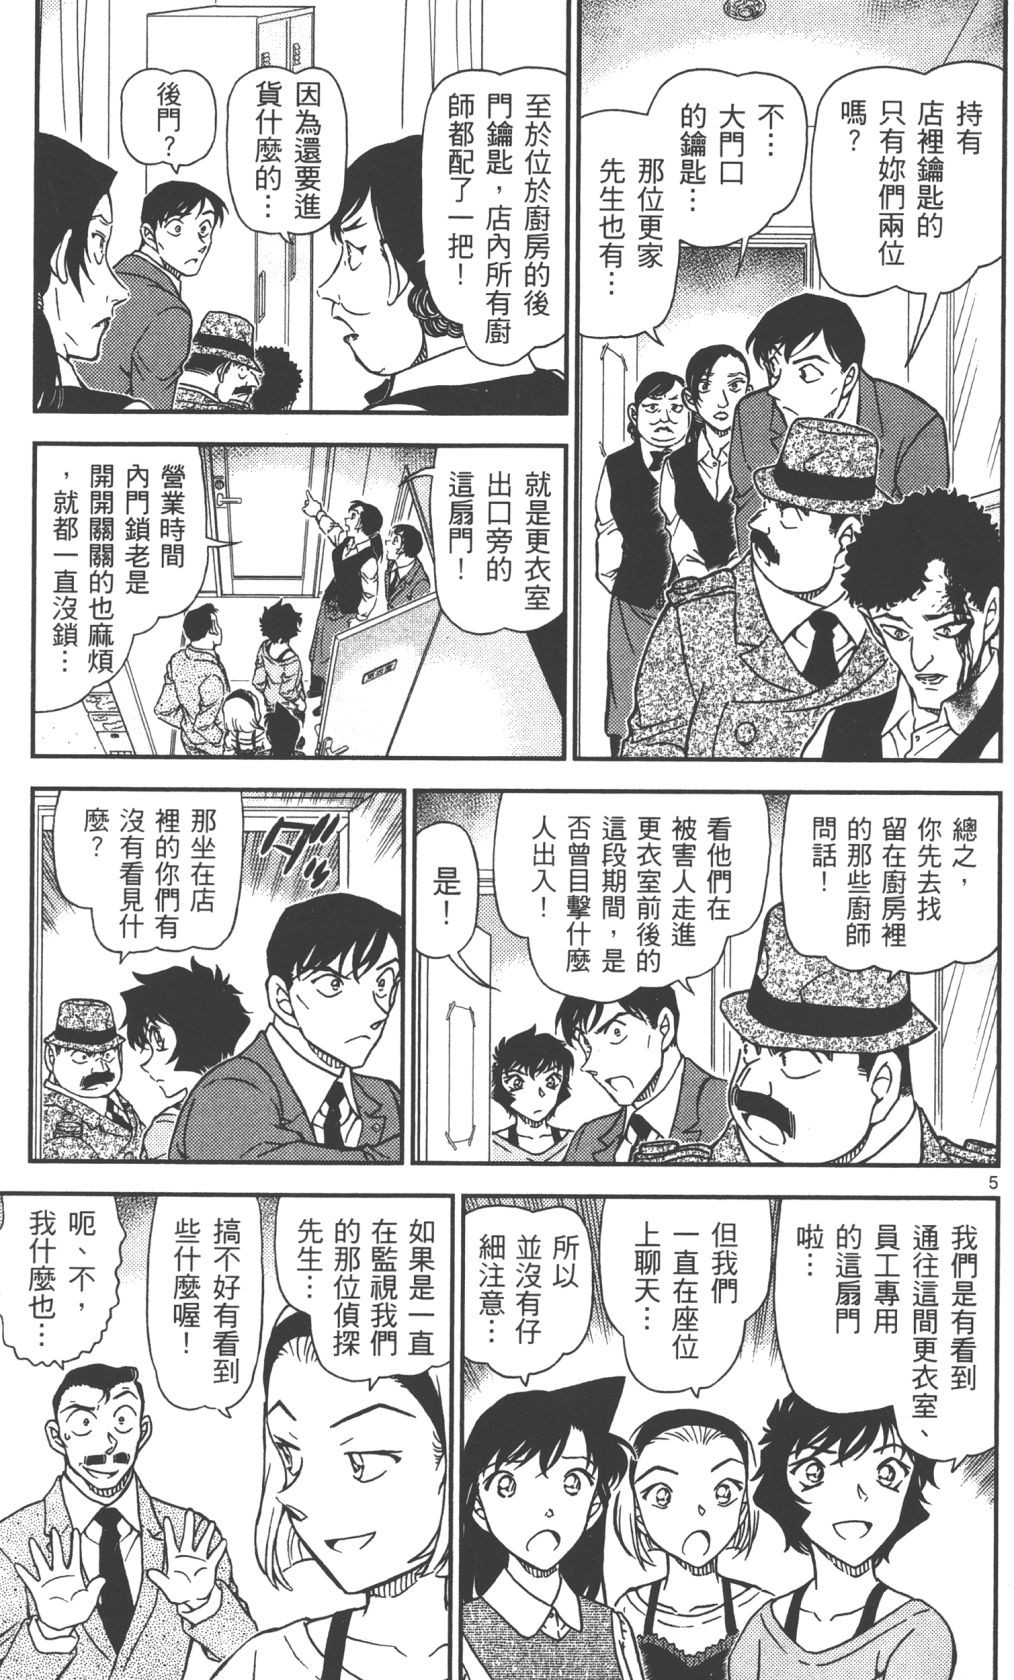 持有
店裡鑰匙的
只有妳們兩位
嗎？
不…
大門口
的鑰匙…
那位更家
先生也有…
至於位於廚房的後
門鑰匙，店內所有廚
師都配了一把！
因為還要進
貨什麼的…
後門？
就是更衣室
出口旁的
這扇門！
營業時間
內門鎖老是
開開關關的也麻煩
，就都一直沒鎖…
更衣室
總之，
你先去找
留在廚房裡
的那些廚師
問話！
看他們在
被害人走進
更衣室前後的
這段期間，是
否曾目擊什麼
人出入！
是！
那坐在店
裡的你們有
沒有看見什
麼？
5
我們是有看到
通往這間更衣室、
員工專用
的這扇門
啦…
但我們
一直在座位
上聊天…
所以
並沒有仔
細注意…
如果是一直
在監視我們
的那位偵探
先生…
搞不好有看到
些什麼喔！
呃、不，
我什麼也…